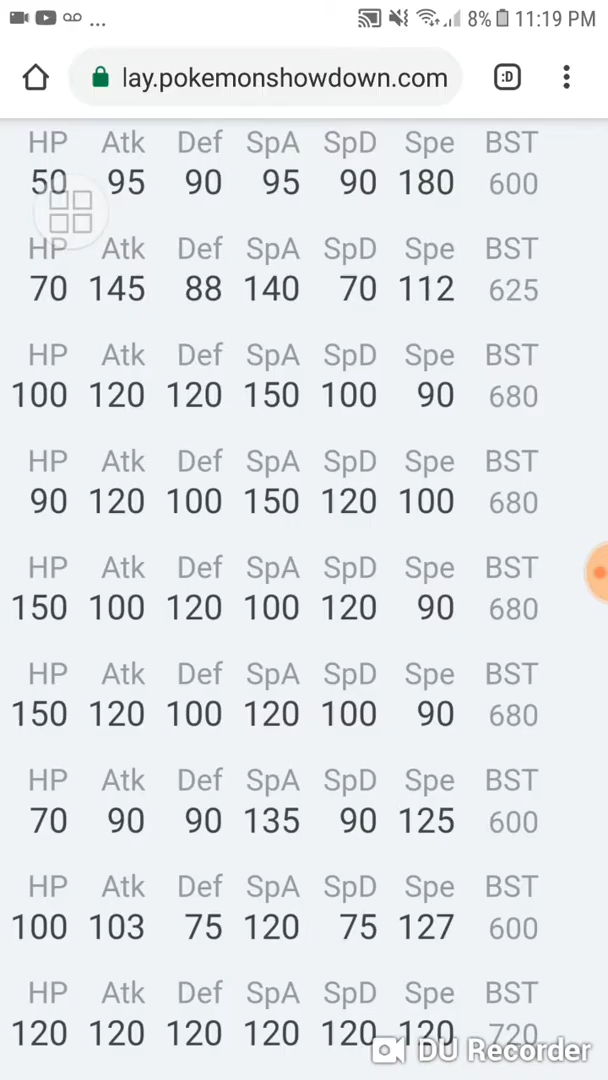 ... 8% 11:19 PM
lay.pokemonshowdown.com :D
HP Atk Def SpA SpD Spe BST
50 95 90 95 90 180 600
HP Atk Def SpA SpD Spe BST
70 145 88 140 70 112 625
HP Atk Def SpA SpD Spe BST
100 120 120 150 100 90 680
HP Atk Def SpA SpD Spe BST
90 120 100 150 120 100 680
HP Atk Def SpA SpD Spe BST
150 100 120 100 120 90 680
HP Atk Def SpA SpD Spe BST
150 120 100 120 100 90 680
HP Atk Def SpA SpD Spe BST
70 90 90 135 90 125 600
HP Atk Def SpA SpD Spe BST
100 103 75 120 75 127 600
HP Atk Def SpA SpD Spe BST
120 120 120 120 120 120 720
DU Recorder